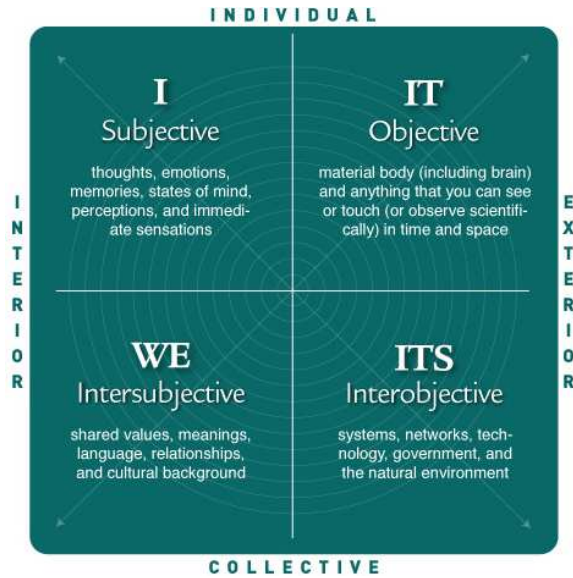 INDIVIDUAL
I
Subjective
thoughts, emotions,
memories, states of mind,
perceptions, and immedi-
ate sensations
IT
Objective
material body (including brain)
and anything that you can see
or touch (or observe scientifi-
cally) in time and space
INTERIOR
EXTERIOR
WE
Intersubjective
shared values, meanings,
language, relationships,
and cultural background
ITS
Interobjective
systems, networks, tech-
nology, government, and
the natural environment
COLLECTIVE